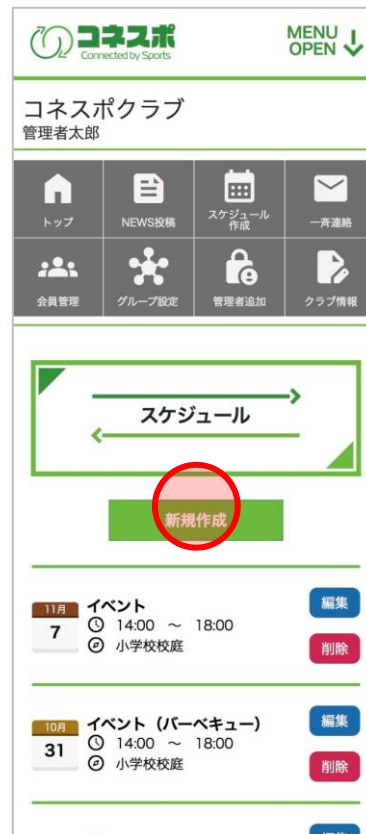 コネスポ
Connected by Sports
MENU
OPEN
コネスポクラブ
管理者太郎
トップ
NEWS投稿
スケジュール
作成
一斉連絡
会員管理
グループ設定
管理者追加
クラブ情報
スケジュール
新規作成
11月
7
イベント
14:00 ～ 18:00
小学校校庭
編集
削除
10月
31
イベント（バーベキュー）
14:00 ～ 18:00
小学校校庭
編集
削除